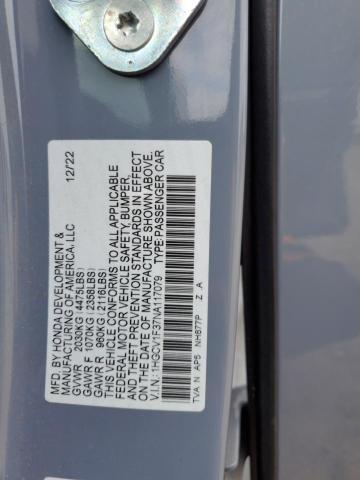 MFD. BY HONDA DEVELOPMENT &
MANUFACTURING OF AMERICA, LLC 12/22
GVWR 2030KG(4475LBS)
GAWR F 1070KG(2358LBS)
GAWR R 960KG(2116LBS)
THIS VEHICLE CONFORMS TO ALL APPLICABLE
FEDERAL MOTOR VEHICLE SAFETY, BUMPER,
AND THEFT PREVENTION STANDARDS IN EFFECT
ON THE DATE OF MANUFACTURE SHOWN ABOVE.
V.I.N.:1HGCV1F37NA117079 TYPE:PASSENGER CAR
TVA N AP5 NH877P Z A